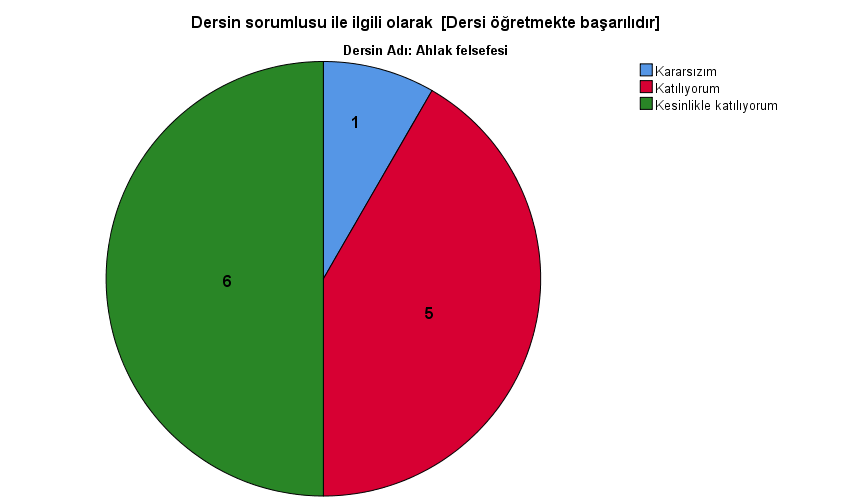 Dersin sorumlusu ile ilgili olarak [Dersi öğretmekte başarılıdır]
Dersin Adı: Ahlak felsefesi
Kararsızım
Katılıyorum
Kesinlikle katılıyorum
1
6
5